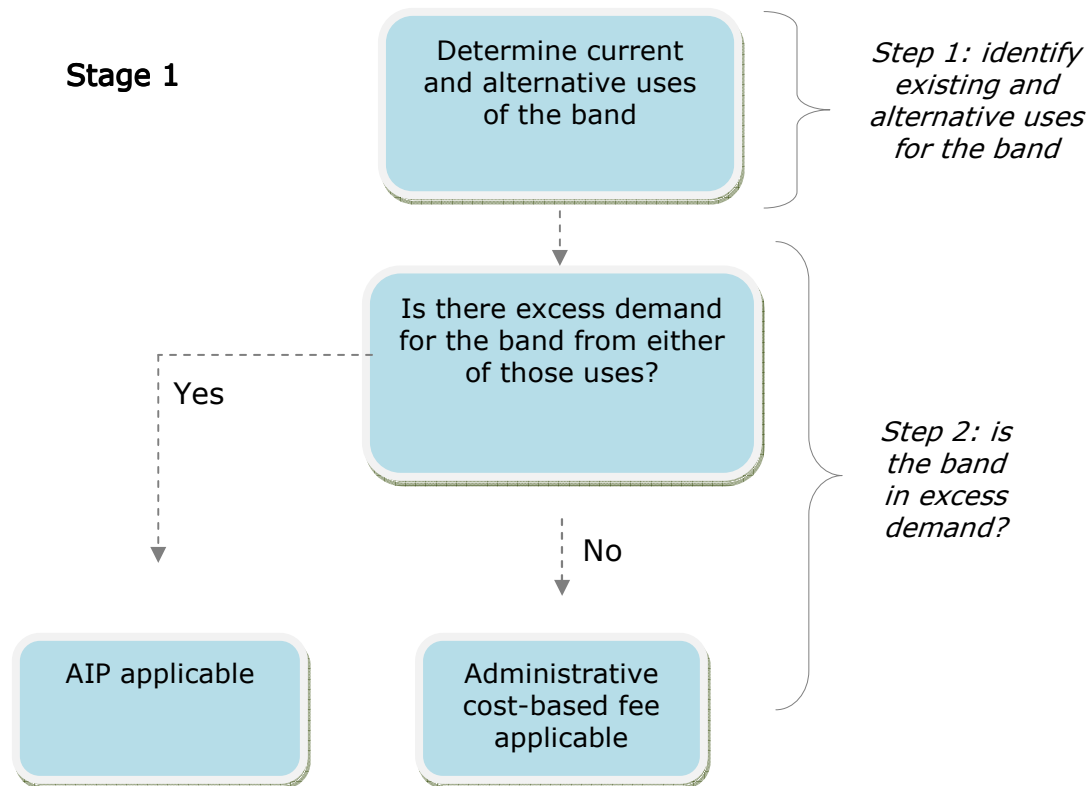 Stage 1
Determine current
and alternative uses
of the band
Step 1: identify
existing and
alternative uses
for the band
Is there excess demand
for the band from either
of those uses?
Yes
No
Step 2: is
the band
in excess
demand?
AIP applicable
Administrative
cost-based fee
applicable